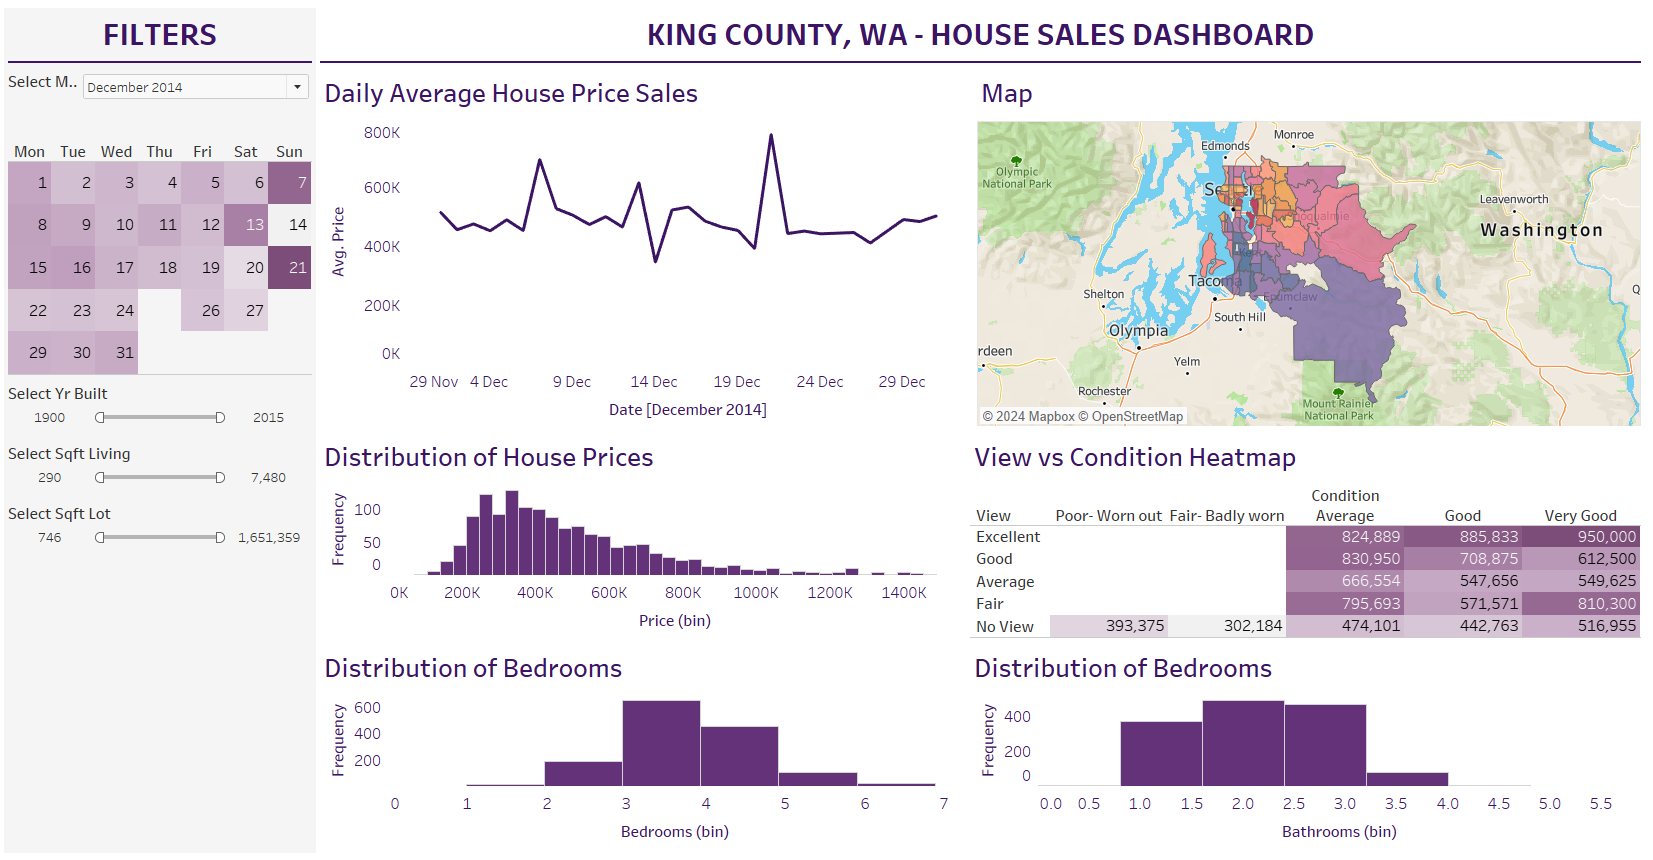 FILTERS
KING COUNTY, WA - HOUSE SALES DASHBOARD
Select M.. December 2014
Mon Tue Wed Thu Fri Sat Sun
1 2 3 4 5 6 7
8 9 10 11 12 13 14
15 16 17 18 19 20 21
22 23 24 26 27
29 30 31
Select Yr Built
1900 2015
Select Sqft Living
290 7,480
Select Sqft Lot
746 1,651,359
Daily Average House Price Sales
Avg. Price
800K
600K
400K
200K
0K
29 Nov 4 Dec 9 Dec 14 Dec 19 Dec 24 Dec 29 Dec
Date [December 2014]
Map
Monroe
Edmonds
Olympic
National Park
Leavenworth
Washington
Tacoma
Enumclaw
Shelton
South Hill
Olympia
Yelm
rdeen
Rochester
Q
Mount Rainier
National Park
© 2024 Mapbox © OpenStreetMap
Distribution of House Prices
Frequency
100
50
0
0K 200K 400K 600K 800K 1000K 1200K 1400K
Price (bin)
View vs Condition Heatmap
Condition
View Poor- Worn out Fair- Badly worn Average Good Very Good
Excellent 824,889 885,833 950,000
Good 830,950 708,875 612,500
Average 666,554 547,656 549,625
Fair 795,693 571,571 810,300
No View 393,375 302,184 474,101 442,763 516,955
Distribution of Bedrooms
Frequency
600
400
200
0 1 2 3 4 5 6 7
Bedrooms (bin)
Distribution of Bedrooms
Frequency
400
200
0
0.0 0.5 1.0 1.5 2.0 2.5 3.0 3.5 4.0 4.5 5.0 5.5
Bathrooms (bin)